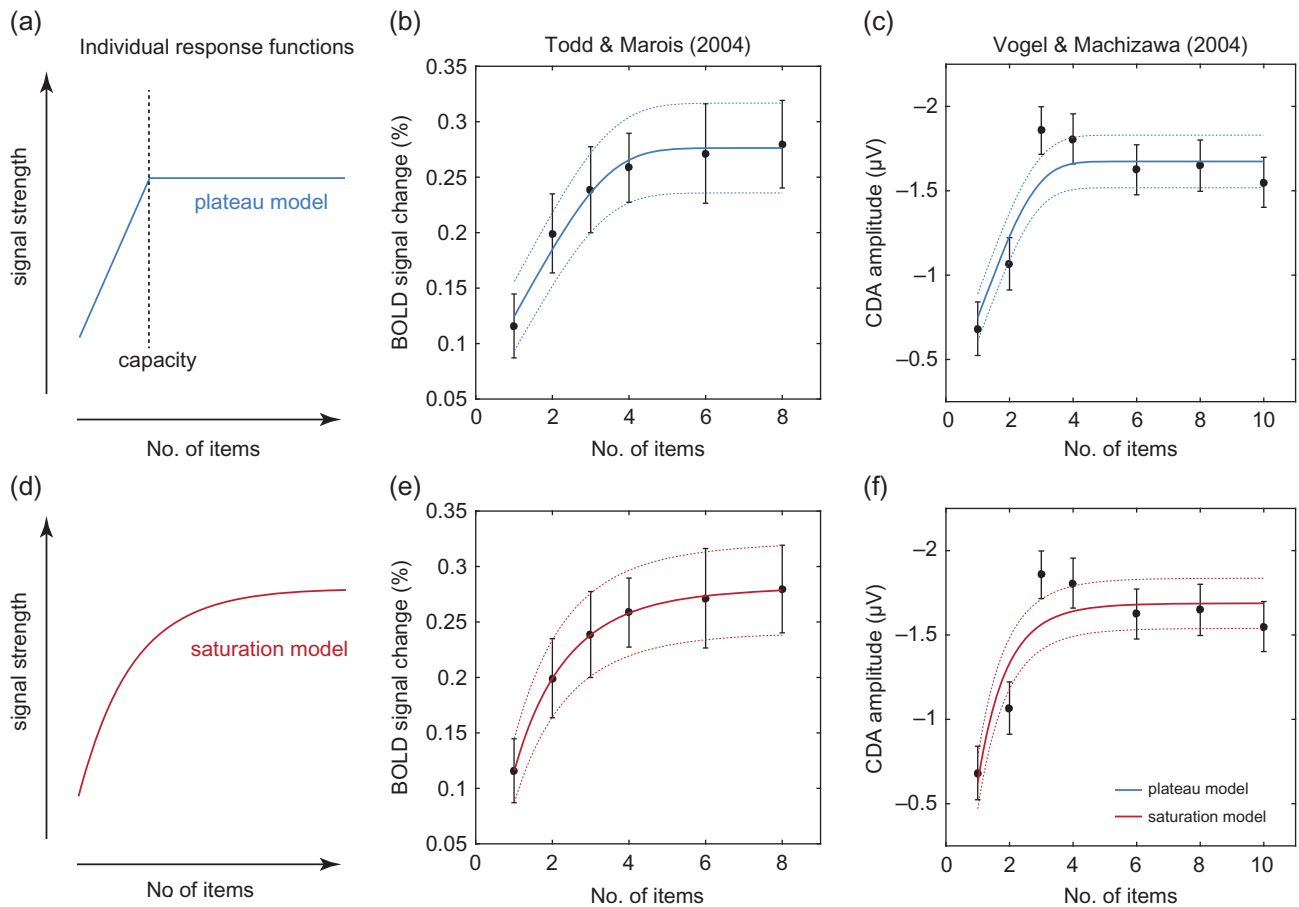 (a)
Individual response functions
signal strength
plateau model
capacity
No. of items
(b)
Todd & Marois (2004)
BOLD signal change (%)
0.35
0.3
0.25
0.2
0.15
0.1
0.05
0 2 4 6 8
No. of items
(c)
Vogel & Machizawa (2004)
CDA amplitude (µV)
–2
–1.5
–1
–0.5
0 2 4 6 8 10
No. of items
(d)
signal strength
saturation model
No of items
(e)
BOLD signal change (%)
0.35
0.3
0.25
0.2
0.15
0.1
0.05
0 2 4 6 8
No. of items
(f)
CDA amplitude (µV)
–2
–1.5
–1
–0.5
plateau model
saturation model
0 2 4 6 8 10
No. of items